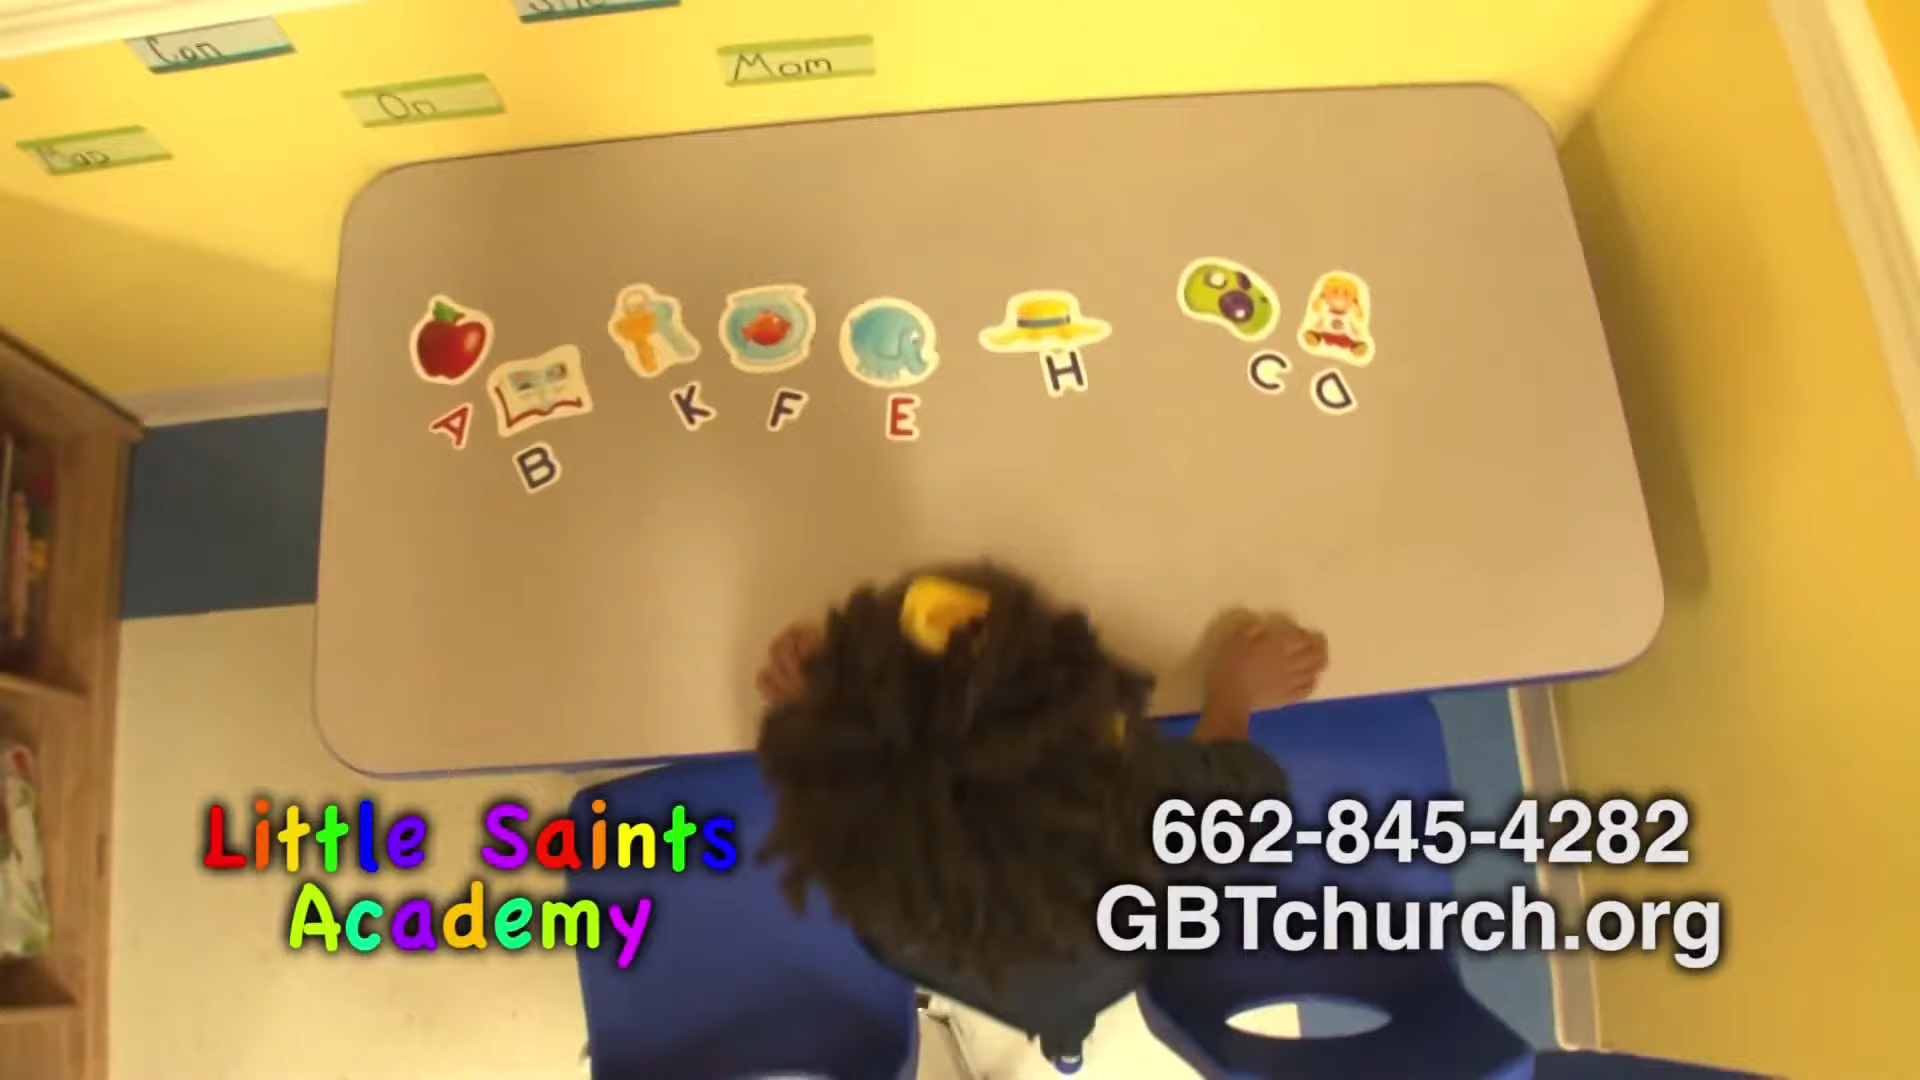 Can
On
Mom
A
B
K
F
E
H
C
D
Little Saints
Academy
662-845-4282
GBTchurch.org